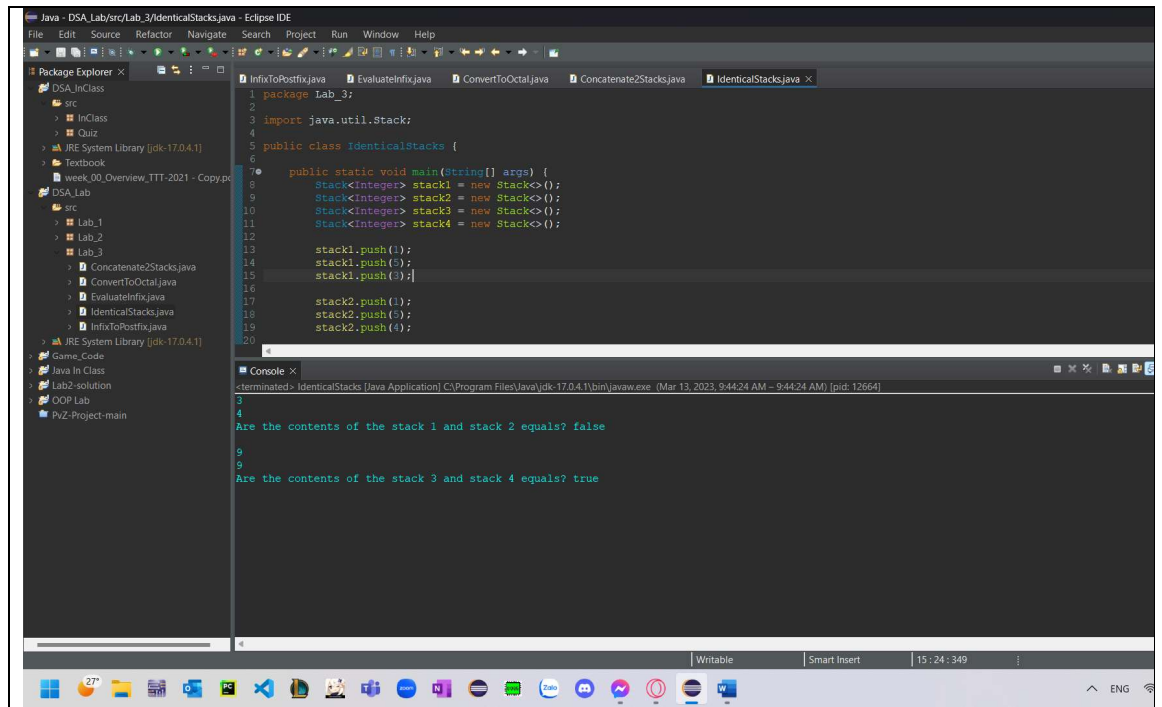 Java - DSA_Lab/src/Lab_3/IdenticalStacks.java - Eclipse IDE
File Edit Source Refactor Navigate Search Project Run Window Help
Package Explorer
InfixToPostfix.java EvaluateInfix.java ConvertToOctal.java Concatenate2Stacks.java IdenticalStacks.java
DSA_InClass
src
InClass
Quiz
JRE System Library [jdk-17.0.4.1]
Textbook
week_00_Overview_TTT-2021 - Copy.pc
DSA_Lab
src
Lab_1
Lab_2
Lab_3
Concatenate2Stacks.java
ConvertToOctal.java
EvaluateInfix.java
IdenticalStacks.java
InfixToPostfix.java
JRE System Library [jdk-17.0.4.1]
Game_Code
Java In Class
Lab2-solution
OOP Lab
PvZ-Project-main
1 package Lab_3;
2
3 import java.util.Stack;
4
5 public class IdenticalStacks {
6
7 public static void main(String[] args) {
8 Stack<Integer> stack1 = new Stack<>();
9 Stack<Integer> stack2 = new Stack<>();
10 Stack<Integer> stack3 = new Stack<>();
11 Stack<Integer> stack4 = new Stack<>();
12
13 stack1.push(1);
14 stack1.push(5);
15 stack1.push(3);
16
17 stack2.push(1);
18 stack2.push(5);
19 stack2.push(4);
20
Console
<terminated> IdenticalStacks [Java Application] C:\Program Files\Java\jdk-17.0.4.1\bin\javaw.exe (Mar 13, 2023, 9:44:24 AM – 9:44:24 AM) [pid: 12664]
3
4
Are the contents of the stack 1 and stack 2 equals? false
9
9
Are the contents of the stack 3 and stack 4 equals? true
Writable Smart Insert 15 : 24 : 349
27° zoom Zalo ENG